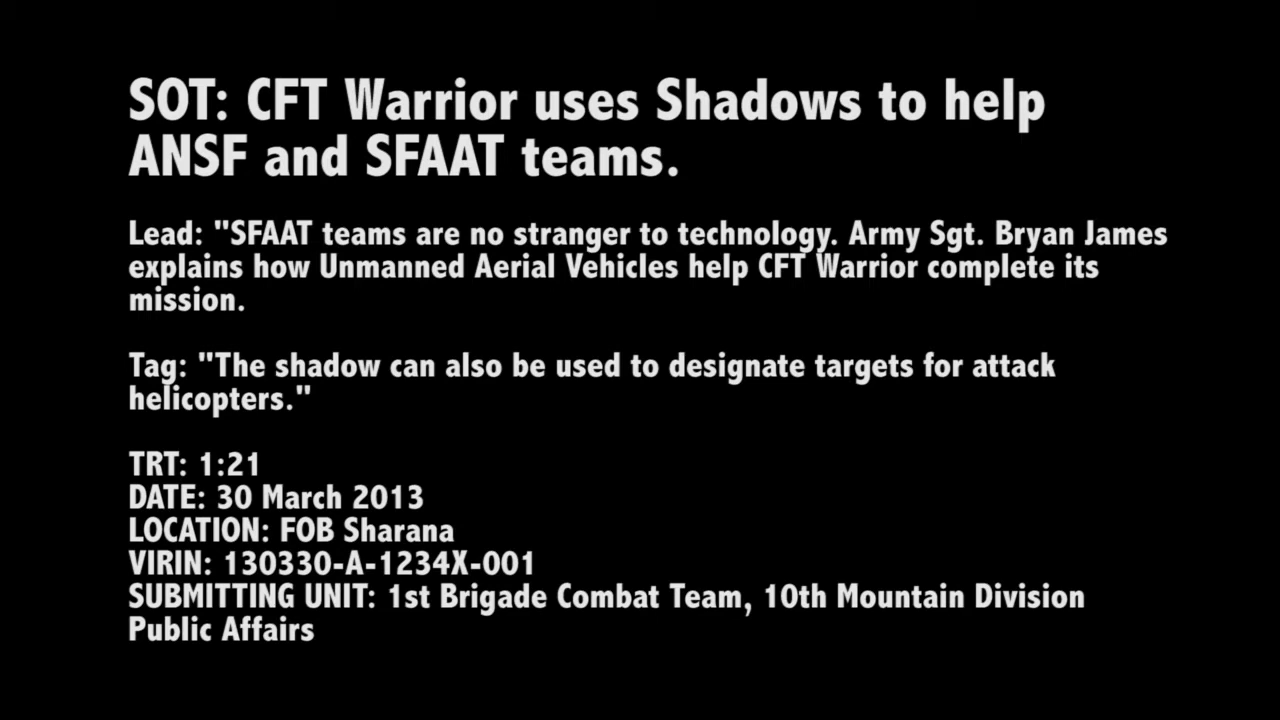 SOT: CFT Warrior uses Shadows to help
ANSF and SFAAT teams.
Lead: "SFAAT teams are no stranger to technology. Army Sgt. Bryan James
explains how Unmanned Aerial Vehicles help CFT Warrior complete its
mission.
Tag: "The shadow can also be used to designate targets for attack
helicopters."
TRT: 1:21
DATE: 30 March 2013
LOCATION: FOB Sharana
VIRIN: 130330-A-1234X-001
SUBMITTING UNIT: 1st Brigade Combat Team, 10th Mountain Division
Public Affairs